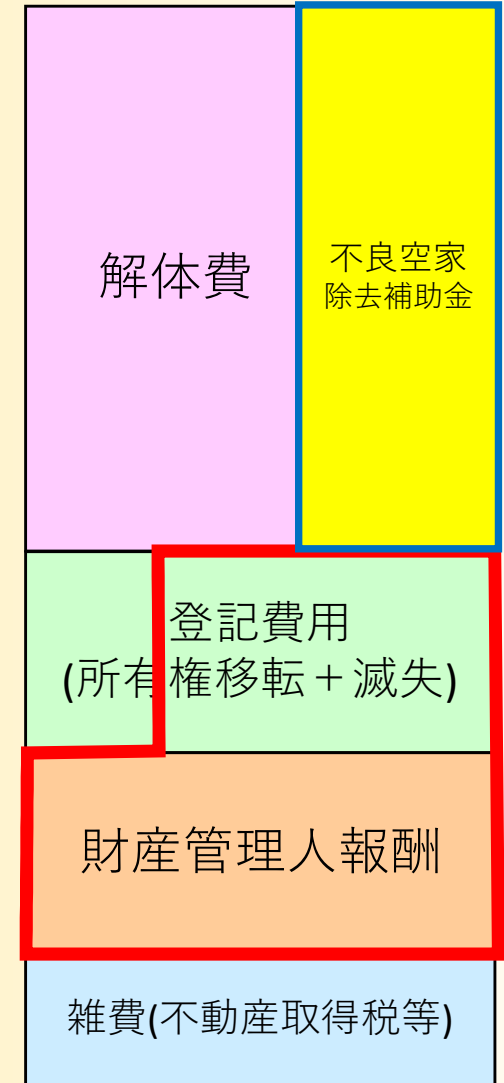 解体費
不良空家
除去補助金
登記費用
(所有権移転＋滅失)
財産管理人報酬
雑費(不動産取得税等)